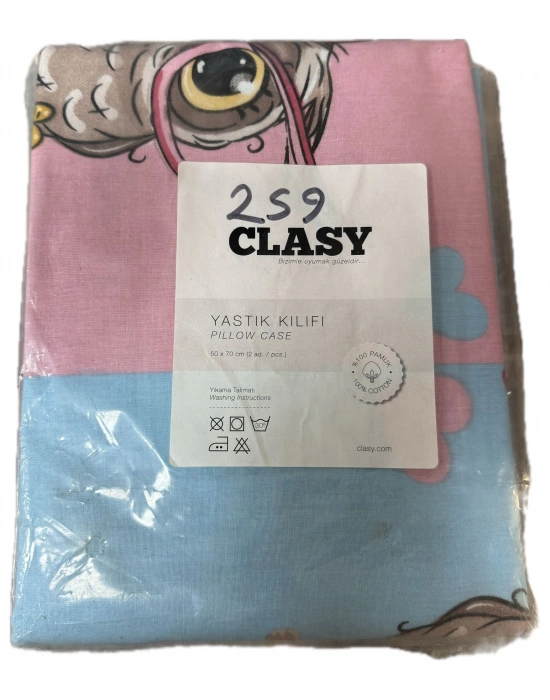 259
CLASY
Bizimle uyumak güzeldir...
YASTIK KILIFI
PILLOW CASE
50 x 70 cm (2 ad. / pcs.)
%100 PAMUK
100% COTTON
Yıkama Talimatı
Washing Instructions
30°
clasy.com